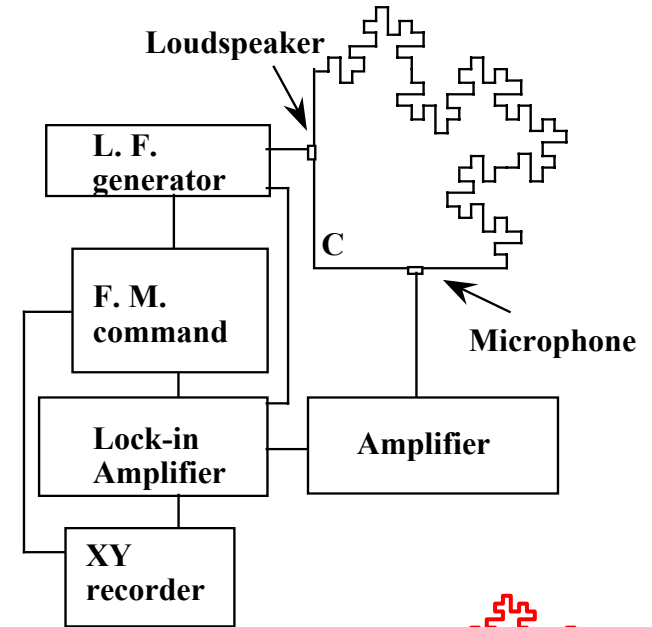 Loudspeaker
L. F.
generator
C
F. M.
command
Microphone
Lock-in
Amplifier
Amplifier
XY
recorder